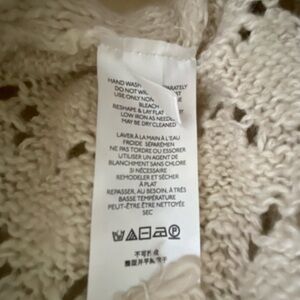 HAND WASH
DO NOT
USE ONLY NON
BLEACH
RESHAPE & LAY FLAT
LOW IRON AS NEEDED
MAY BE DRY CLEANED
LAVER À LA MAIN À L'EAU
FROIDE SÉPARÉMEN
NE PAS TORDRE OU ESSORER
UTILISER UN AGENT DE
BLANCHIMENT SANS CHLORE
SI NÉCESSAIRE
REMODELER ET SÉCHER
À PLAT
REPASSER, AU BESOIN, À TRÈS
BASSE TEMPÉRATURE
PEUT-ÊTRE ÊTRE NETTOYÉE
SEC
不可